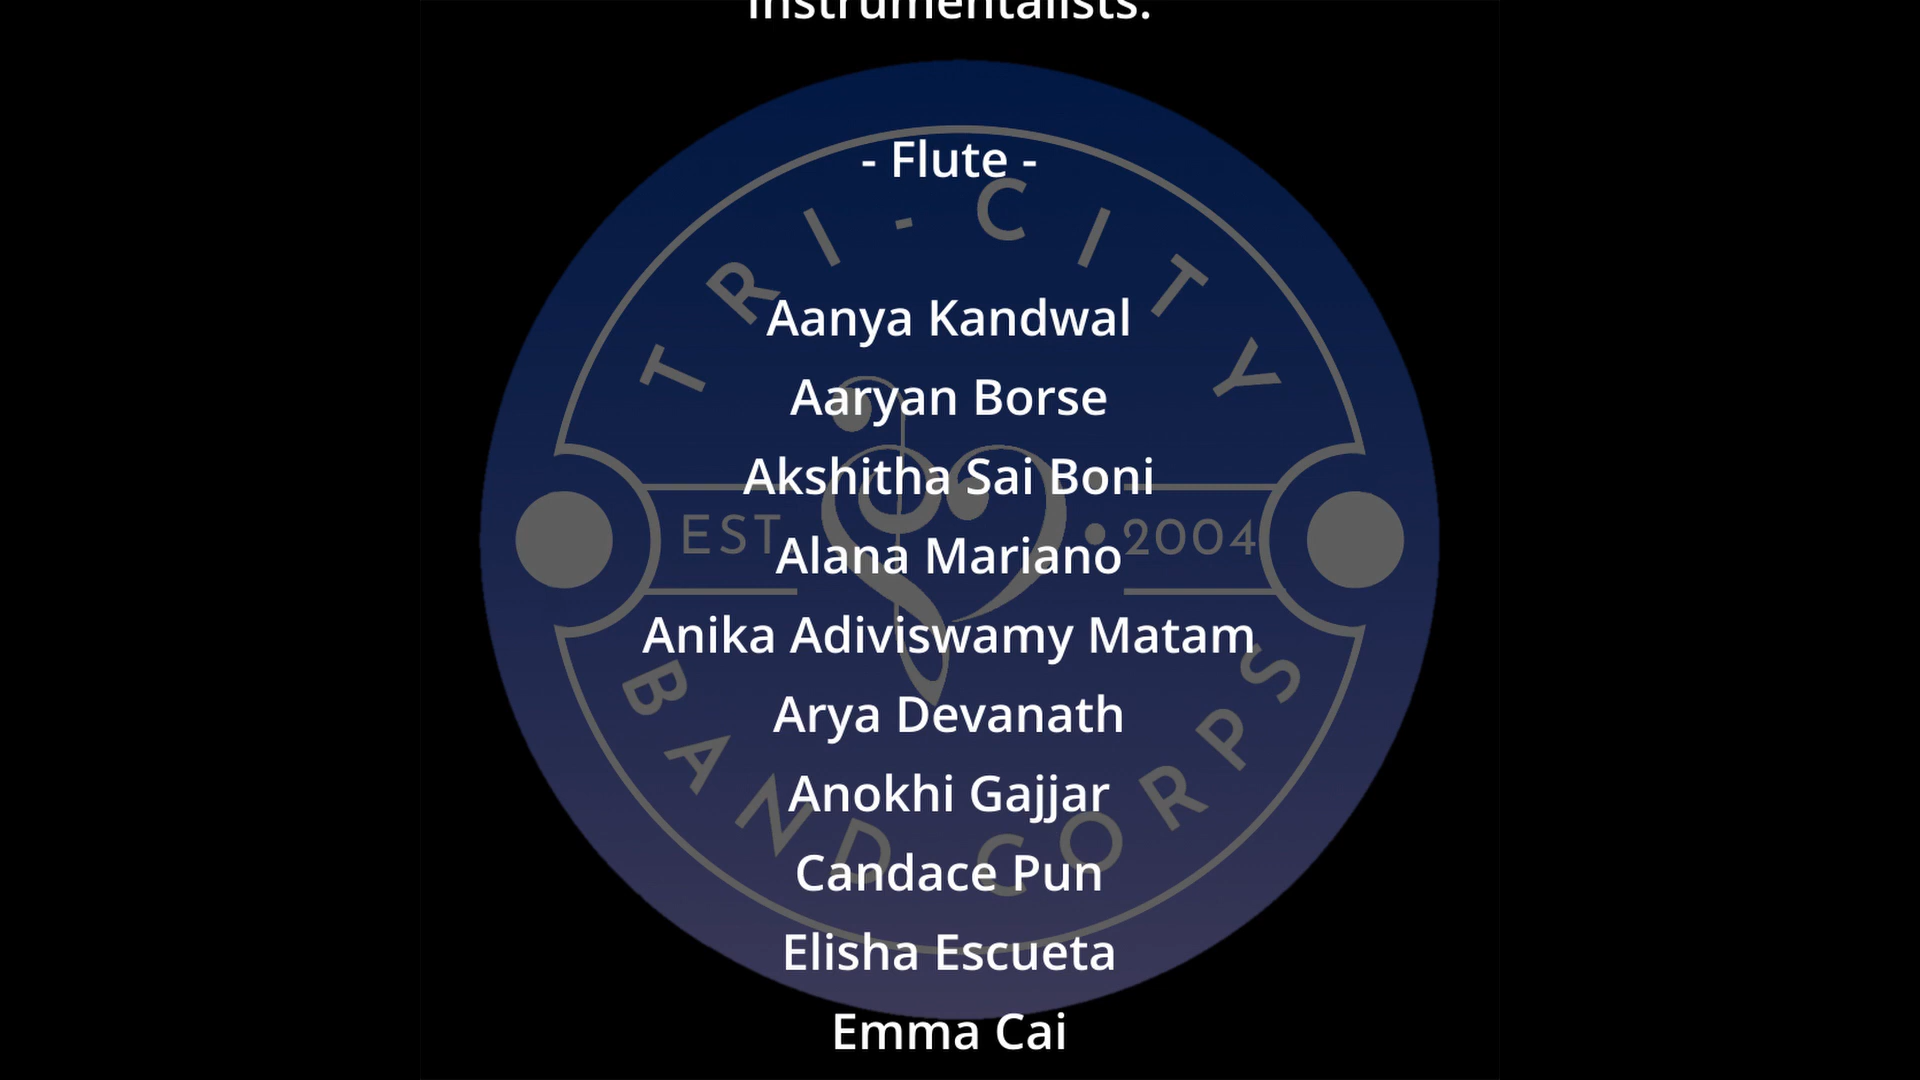 Instrumentalists:
- Flute -
TRI-CITY
Aanya Kandwal
Aaryan Borse
Akshitha Sai Boni
EST. 2004
Alana Mariano
Anika Adiviswamy Matam
Arya Devanath
Anokhi Gajjar
BAND CORPS
Candace Pun
Elisha Escueta
Emma Cai